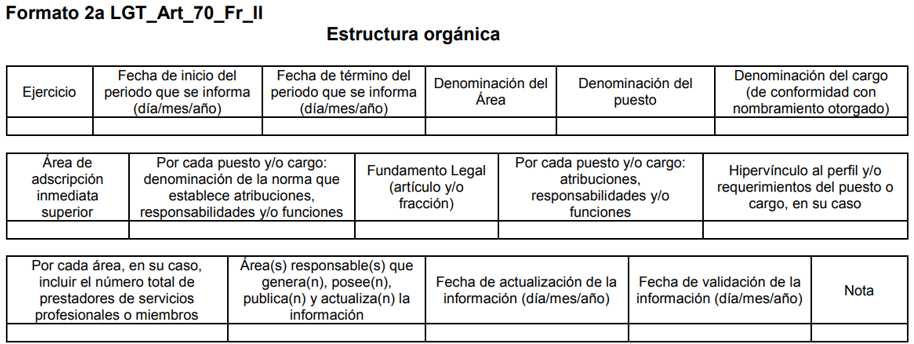 Formato 2a LGT_Art_70_Fr_II
Estructura orgánica
Ejercicio
Fecha de inicio del
periodo que se informa
(día/mes/año)
Fecha de término del
periodo que se informa
(día/mes/año)
Denominación del
Área
Denominación del
puesto
Denominación del cargo
(de conformidad con
nombramiento otorgado)
Área de
adscripción
inmediata
superior
Por cada puesto y/o cargo:
denominación de la norma que
establece atribuciones,
responsabilidades y/o funciones
Fundamento Legal
(artículo y/o
fracción)
Por cada puesto y/o cargo:
atribuciones,
responsabilidades y/o
funciones
Hipervínculo al perfil y/o
requerimientos del puesto o
cargo, en su caso
Por cada área, en su caso,
incluir el número total de
prestadores de servicios
profesionales o miembros
Área(s) responsable(s) que
genera(n), posee(n),
publica(n) y actualiza(n) la
información
Fecha de actualización de la
información (día/mes/año)
Fecha de validación de la
información (día/mes/año)
Nota